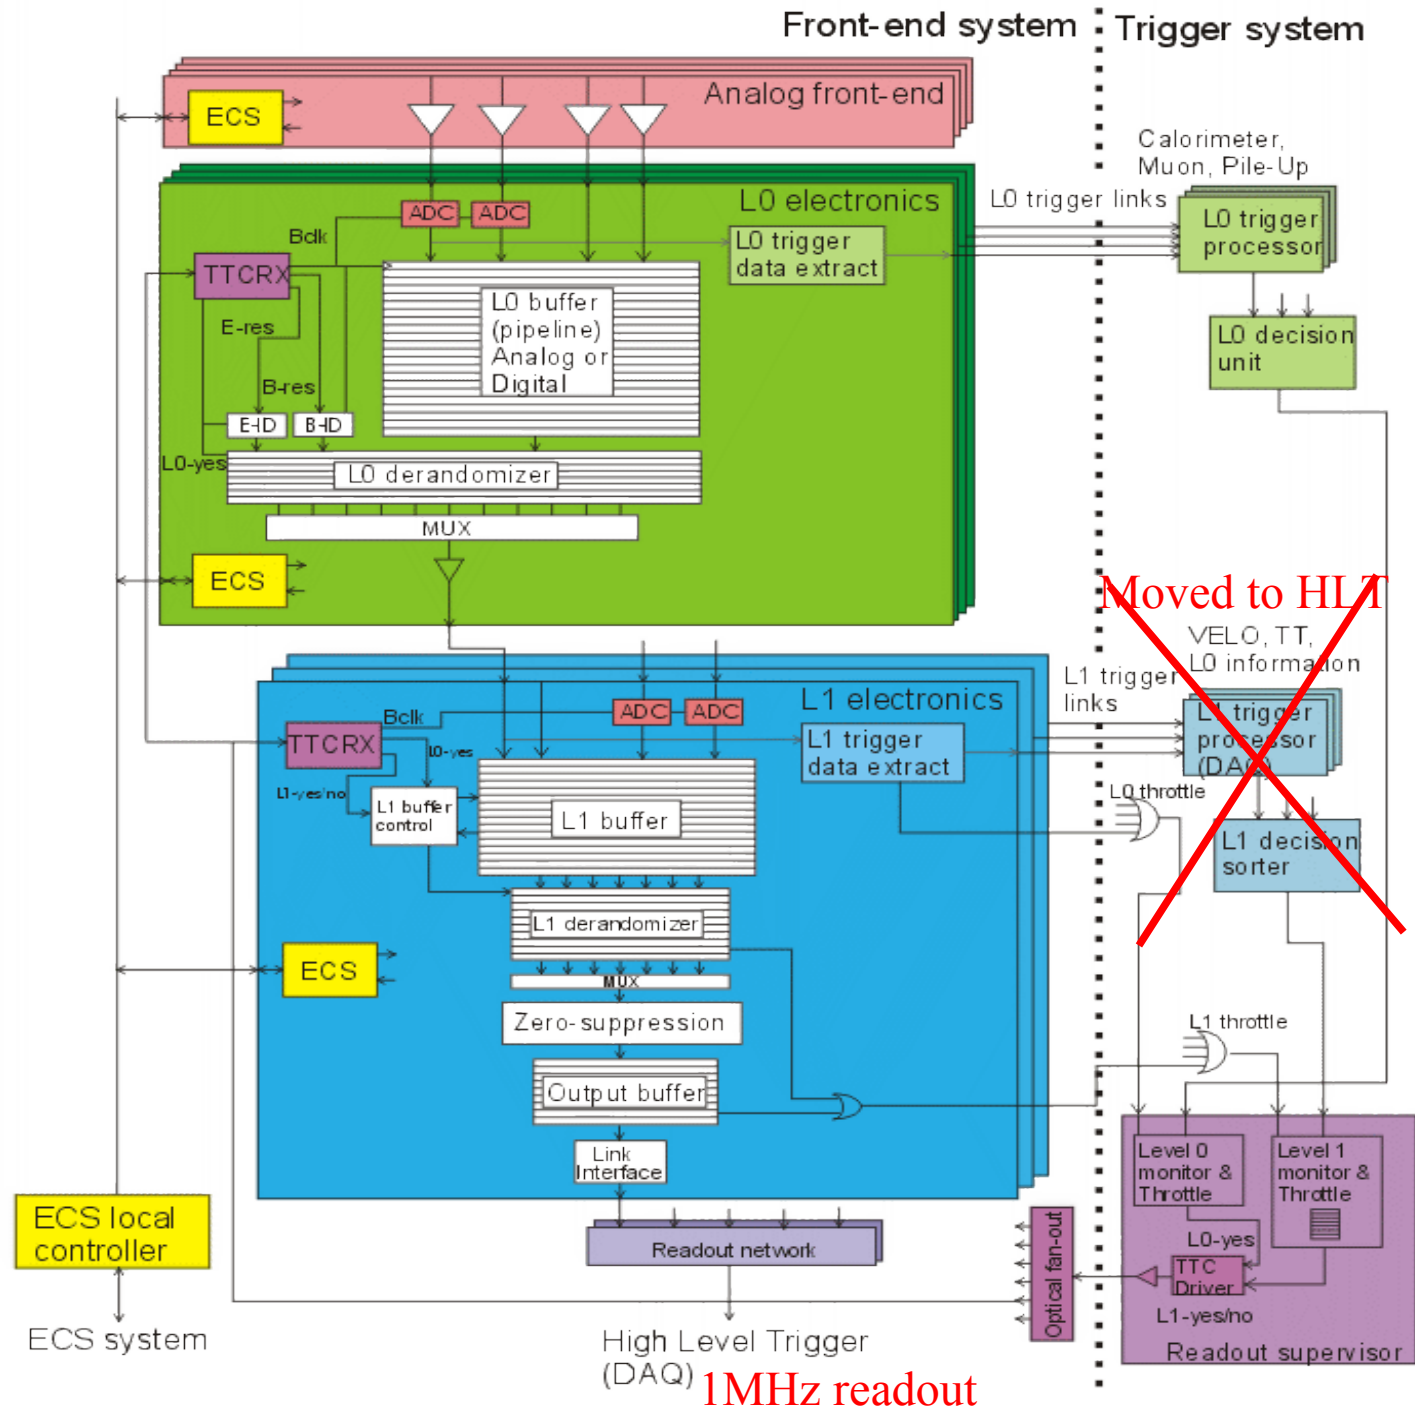 Front-end system
Trigger system
Analog front-end
ECS
Calorimeter,
Muon, Pile-Up
L0 electronics
L0 trigger links
ADC
ADC
L0 trigger
data extract
L0 trigger
processor
Bclk
TTCRX
L0 buffer
(pipeline)
Analog or
Digital
E-res
B-res
L0 decision
unit
E-ID
B-ID
L0-yes
L0 derandomizer
MUX
ECS
Moved to HLT
VELO, TT,
L0 information
L1 trigger
links
L1 electronics
ADC
ADC
Bclk
TTCRX
L0-yes
L1 trigger
data extract
L1 trigger
processor
(DAQ)
L1-yes/no
L1 buffer
control
L1 buffer
L0 throttle
L1 decision
sorter
L1 derandomizer
ECS
MUX
Zero-suppression
L1 throttle
Output buffer
Link
Interface
Level 0
monitor &
Throttle
Level 1
monitor &
Throttle
ECS local
controller
Readout network
Optical fan-out
L0-yes
TTC
Driver
L1-yes/no
Readout supervisor
ECS system
High Level Trigger
(DAQ)
1MHz readout